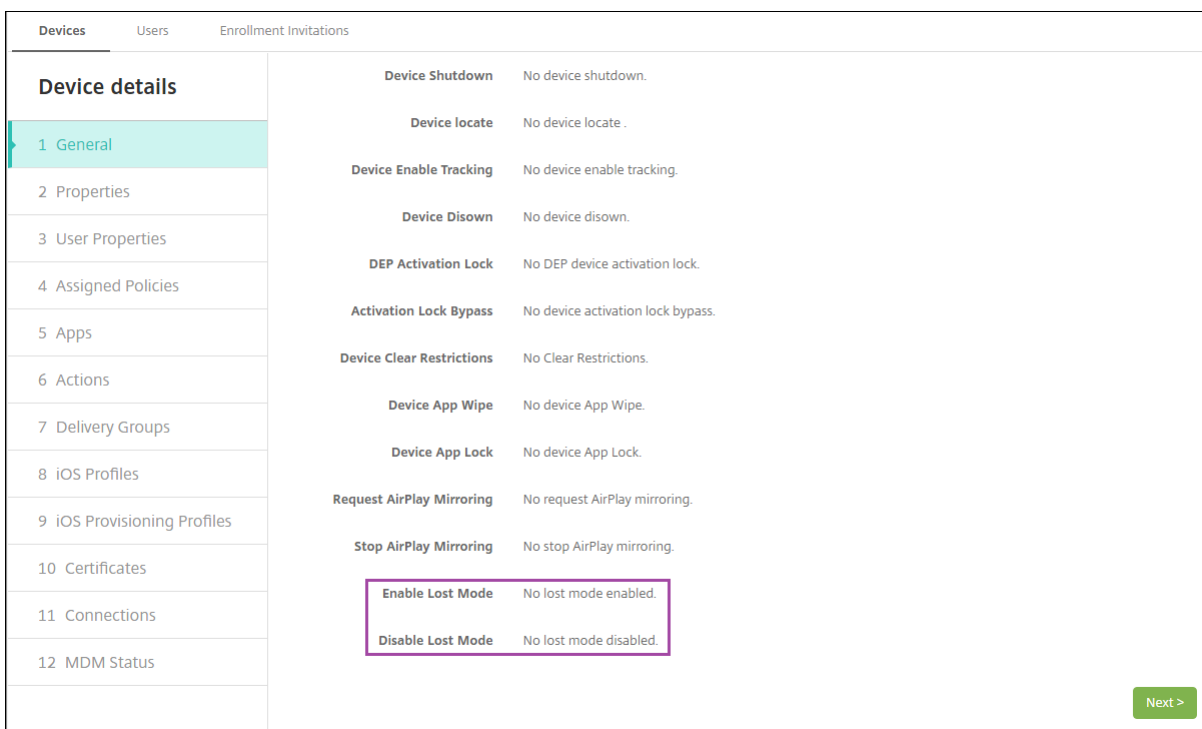 Devices Users Enrollment Invitations
Device details
1 General
2 Properties
3 User Properties
4 Assigned Policies
5 Apps
6 Actions
7 Delivery Groups
8 iOS Profiles
9 iOS Provisioning Profiles
10 Certificates
11 Connections
12 MDM Status
Device Shutdown No device shutdown.
Device locate No device locate .
Device Enable Tracking No device enable tracking.
Device Disown No device disown.
DEP Activation Lock No DEP device activation lock.
Activation Lock Bypass No device activation lock bypass.
Device Clear Restrictions No Clear Restrictions.
Device App Wipe No device App Wipe.
Device App Lock No device App Lock.
Request AirPlay Mirroring No request AirPlay mirroring.
Stop AirPlay Mirroring No stop AirPlay mirroring.
Enable Lost Mode No lost mode enabled.
Disable Lost Mode No lost mode disabled.
Next >